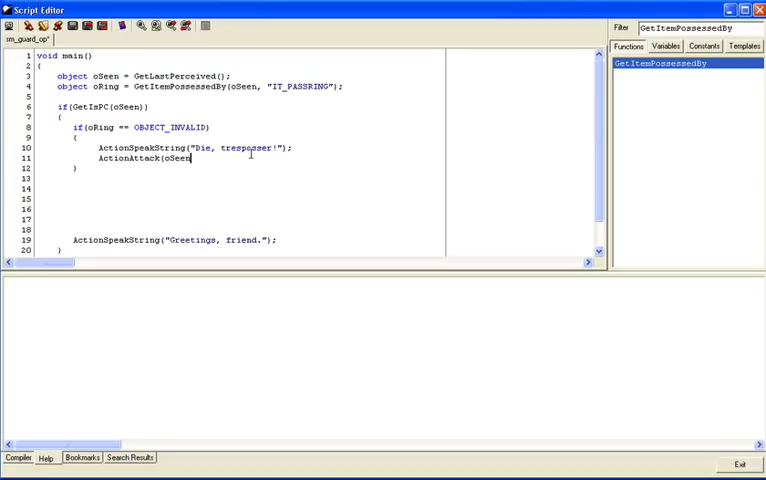 Script Editor
Filter GetItemPossessedBy
sm_guard_op*
Functions Variables Constants Templates
GetItemPossessedBy
1 void main()
2 {
3 object oSeen = GetLastPerceived();
4 object oRing = GetItemPossessedBy(oSeen, "IT_PASSRING");
5
6 if(GetIsPC(oSeen))
7 {
8 if(oRing == OBJECT_INVALID)
9 {
10 ActionSpeakString("Die, trespasser!");
11 ActionAttack(oSeen
12 }
13
14
15
16
17
18
19 ActionSpeakString("Greetings, friend.");
20 }
Compiler Help Bookmarks Search Results
Exit